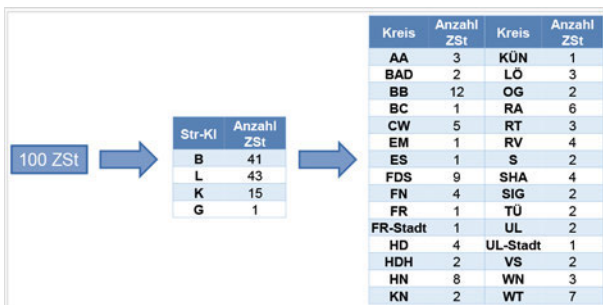 100 ZSt
Str-Kl Anzahl ZSt
B 41
L 43
K 15
G 1
Kreis Anzahl ZSt Kreis Anzahl ZSt
AA 3 KÜN 1
BAD 2 LÖ 3
BB 12 OG 2
BC 1 RA 6
CW 5 RT 3
EM 1 RV 4
ES 1 S 2
FDS 9 SHA 4
FN 4 SIG 2
FR 1 TÜ 2
FR-Stadt 1 UL 2
HD 4 UL-Stadt 1
HDH 2 VS 2
HN 8 WN 3
KN 2 WT 7